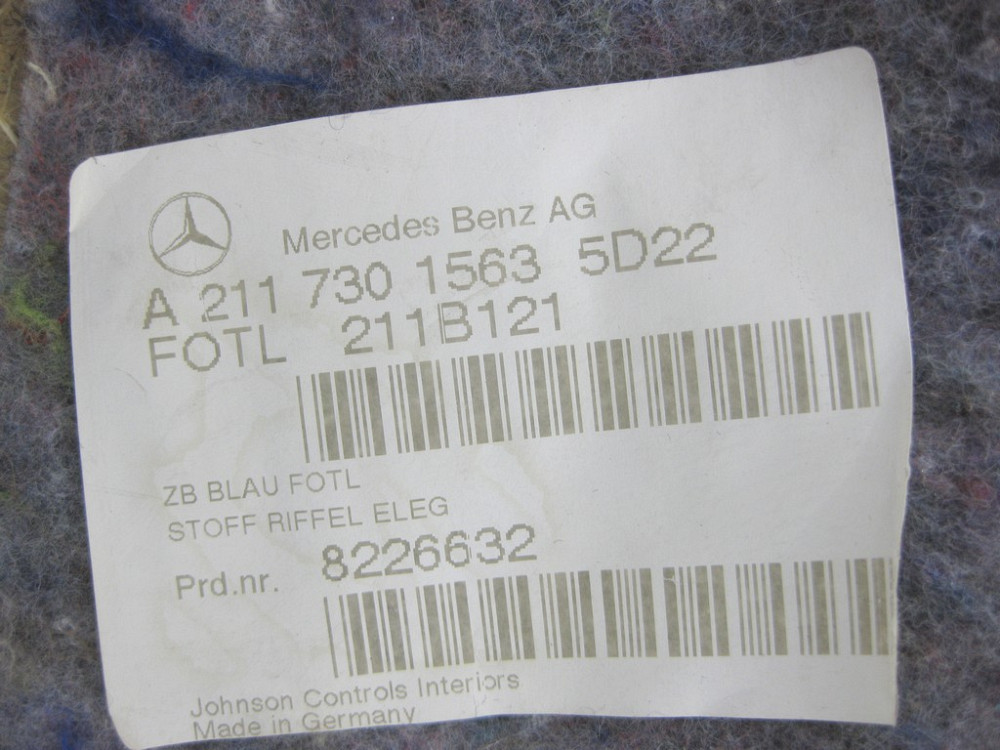 Mercedes Benz AG
A 211 730 1563 5D22
FOTL 211B121
ZB BLAU FOTL
STOFF RIFFEL ELEG
Prd.nr. 8226632
Johnson Controls Interiors
Made in Germany